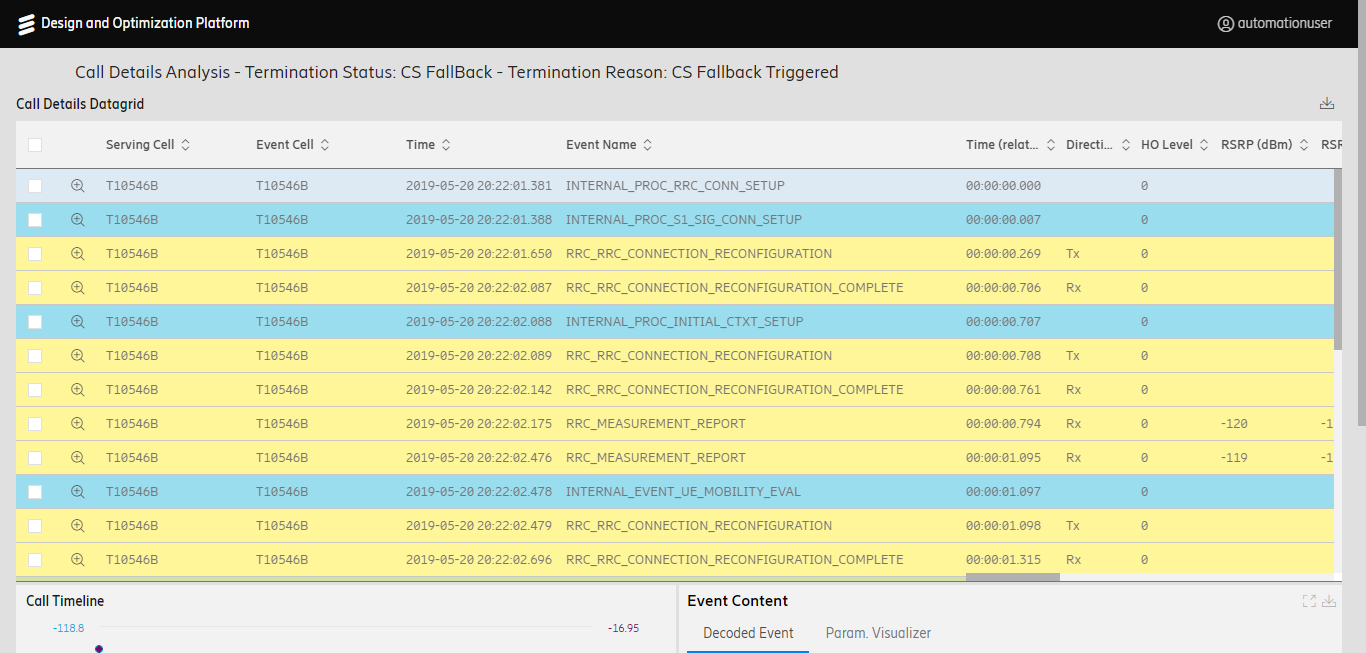 Design and Optimization Platform
automationuser
Call Details Analysis - Termination Status: CS FallBack - Termination Reason: CS Fallback Triggered
Call Details Datagrid
Serving Cell Event Cell Time Event Name Time (relat... Directi... HO Level RSRP (dBm) RSR
T10546B T10546B 2019-05-20 20:22:01.381 INTERNAL_PROC_RRC_CONN_SETUP 00:00:00.000 0
T10546B T10546B 2019-05-20 20:22:01.388 INTERNAL_PROC_S1_SIG_CONN_SETUP 00:00:00.007 0
T10546B T10546B 2019-05-20 20:22:01.650 RRC_RRC_CONNECTION_RECONFIGURATION 00:00:00.269 Tx 0
T10546B T10546B 2019-05-20 20:22:02.087 RRC_RRC_CONNECTION_RECONFIGURATION_COMPLETE 00:00:00.706 Rx 0
T10546B T10546B 2019-05-20 20:22:02.088 INTERNAL_PROC_INITIAL_CTXT_SETUP 00:00:00.707 0
T10546B T10546B 2019-05-20 20:22:02.089 RRC_RRC_CONNECTION_RECONFIGURATION 00:00:00.708 Tx 0
T10546B T10546B 2019-05-20 20:22:02.142 RRC_RRC_CONNECTION_RECONFIGURATION_COMPLETE 00:00:00.761 Rx 0
T10546B T10546B 2019-05-20 20:22:02.175 RRC_MEASUREMENT_REPORT 00:00:00.794 Rx 0 -120 -1
T10546B T10546B 2019-05-20 20:22:02.476 RRC_MEASUREMENT_REPORT 00:00:01.095 Rx 0 -119 -1
T10546B T10546B 2019-05-20 20:22:02.478 INTERNAL_EVENT_UE_MOBILITY_EVAL 00:00:01.097 0
T10546B T10546B 2019-05-20 20:22:02.479 RRC_RRC_CONNECTION_RECONFIGURATION 00:00:01.098 Tx 0
T10546B T10546B 2019-05-20 20:22:02.696 RRC_RRC_CONNECTION_RECONFIGURATION_COMPLETE 00:00:01.315 Rx 0
Call Timeline
-118.8 -16.95
Event Content
Decoded Event Param. Visualizer